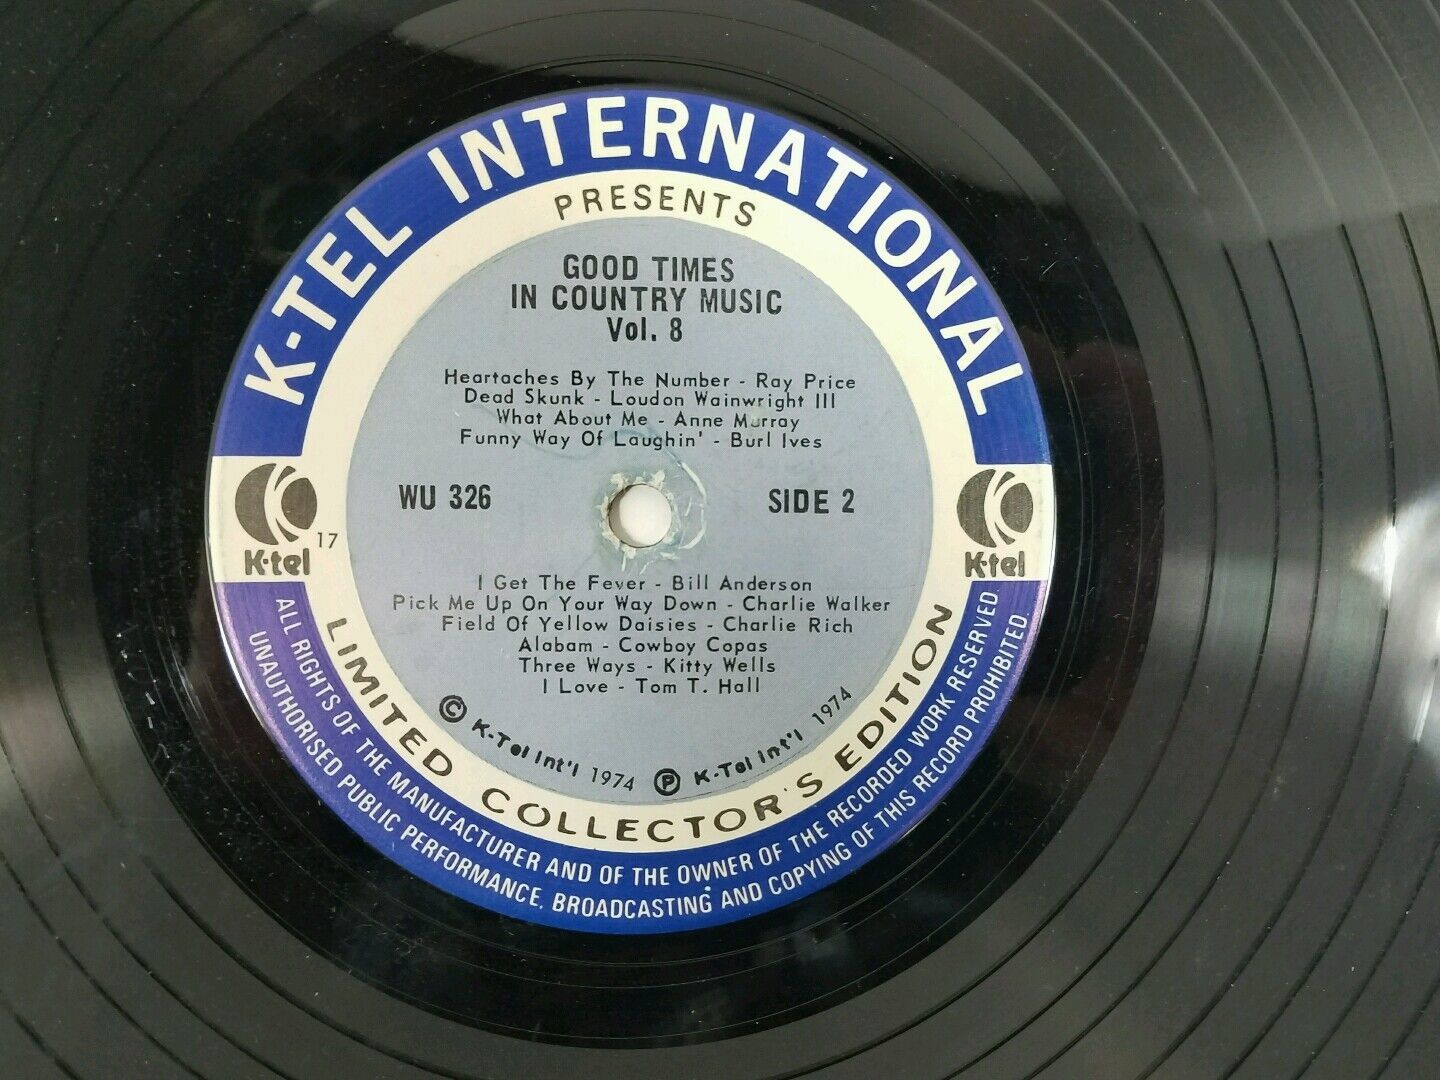 K-TEL INTERNATIONAL
PRESENTS
GOOD TIMES
IN COUNTRY MUSIC
Vol. 8
Heartaches By The Number - Ray Price
Dead Skunk - Loudon Wainwright III
What About Me - Anne Murray
Funny Way Of Laughin' - Burl Ives
WU 326
SIDE 2
K-tel
17
K-tel
I Get The Fever - Bill Anderson
Pick Me Up On Your Way Down - Charlie Walker
Field Of Yellow Daisies - Charlie Rich
Alabam - Cowboy Copas
Three Ways - Kitty Wells
I Love - Tom T. Hall
© K-Tel Int'l 1974 ℗ K-Tel Int'l 1974
LIMITED COLLECTOR'S EDITION
ALL RIGHTS OF THE MANUFACTURER AND OF THE OWNER OF THE RECORDED WORK RESERVED
UNAUTHORISED PUBLIC PERFORMANCE, BROADCASTING AND COPYING OF THIS RECORD PROHIBITED